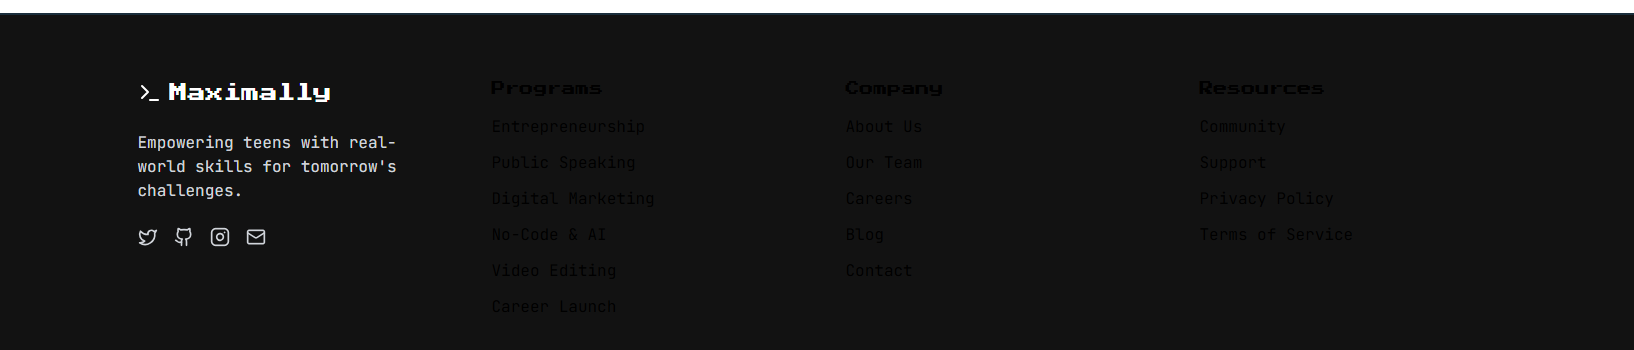 Maximally
Empowering teens with real-
world skills for tomorrow's
challenges.
Programs
Entrepreneurship
Public Speaking
Digital Marketing
No-Code & AI
Video Editing
Career Launch
Company
About Us
Our Team
Careers
Blog
Contact
Resources
Community
Support
Privacy Policy
Terms of Service